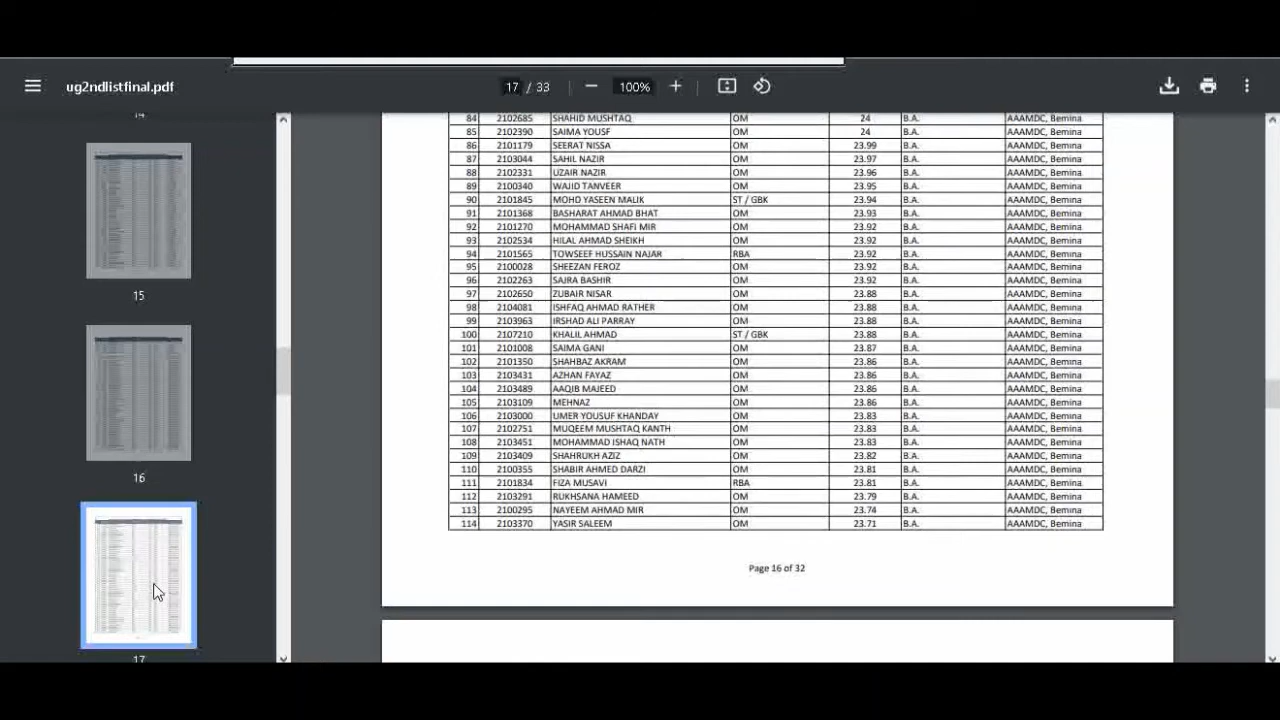 ug2ndlistfinal.pdf
17 / 33
100%
15
16
17
84 2102685 SHAHID MUSHTAQ OM 24 B.A. AAAMDC, Bemina
85 2102390 SAIMA YOUSF OM 24 B.A. AAAMDC, Bemina
86 2101179 SEERAT NISSA OM 23.99 B.A. AAAMDC, Bemina
87 2103044 SAHIL NAZIR OM 23.97 B.A. AAAMDC, Bemina
88 2102331 UZAIR NAZIR OM 23.96 B.A. AAAMDC, Bemina
89 2100340 WAJID TANVEER OM 23.95 B.A. AAAMDC, Bemina
90 2101845 MOHD YASEEN MALIK ST / GBK 23.94 B.A. AAAMDC, Bemina
91 2101368 BASHARAT AHMAD BHAT OM 23.93 B.A. AAAMDC, Bemina
92 2101270 MOHAMMAD SHAFI MIR OM 23.92 B.A. AAAMDC, Bemina
93 2102534 HILAL AHMAD SHEIKH OM 23.92 B.A. AAAMDC, Bemina
94 2101565 TOWSEEF HUSSAIN NAJAR RBA 23.92 B.A. AAAMDC, Bemina
95 2100028 SHEEZAN FEROZ OM 23.92 B.A. AAAMDC, Bemina
96 2102263 SAJRA BASHIR OM 23.92 B.A. AAAMDC, Bemina
97 2102650 ZUBAIR NISAR OM 23.88 B.A. AAAMDC, Bemina
98 2104081 ISHFAQ AHMAD RATHER OM 23.88 B.A. AAAMDC, Bemina
99 2103963 IRSHAD ALI PARRAY OM 23.88 B.A. AAAMDC, Bemina
100 2107210 KHALIL AHMAD ST / GBK 23.88 B.A. AAAMDC, Bemina
101 2101008 SAIMA GANI OM 23.87 B.A. AAAMDC, Bemina
102 2101350 SHAHBAZ AKRAM OM 23.86 B.A. AAAMDC, Bemina
103 2103431 AZHAN FAYAZ OM 23.86 B.A. AAAMDC, Bemina
104 2103489 AAQIB MAJEED OM 23.86 B.A. AAAMDC, Bemina
105 2103109 MEHNAZ OM 23.86 B.A. AAAMDC, Bemina
106 2103000 UMER YOUSUF KHANDAY OM 23.83 B.A. AAAMDC, Bemina
107 2102751 MUQEEM MUSHTAQ KANTH OM 23.83 B.A. AAAMDC, Bemina
108 2103451 MOHAMMAD ISHAQ NATH OM 23.83 B.A. AAAMDC, Bemina
109 2103409 SHAHRUKH AZIZ OM 23.82 B.A. AAAMDC, Bemina
110 2100355 SHABIR AHMED DARZI OM 23.81 B.A. AAAMDC, Bemina
111 2101834 FIZA MUSAVI RBA 23.81 B.A. AAAMDC, Bemina
112 2103291 RUKHSANA HAMEED OM 23.79 B.A. AAAMDC, Bemina
113 2100295 NAYEEM AHMAD MIR OM 23.74 B.A. AAAMDC, Bemina
114 2103370 YASIR SALEEM OM 23.71 B.A. AAAMDC, Bemina
Page 16 of 32